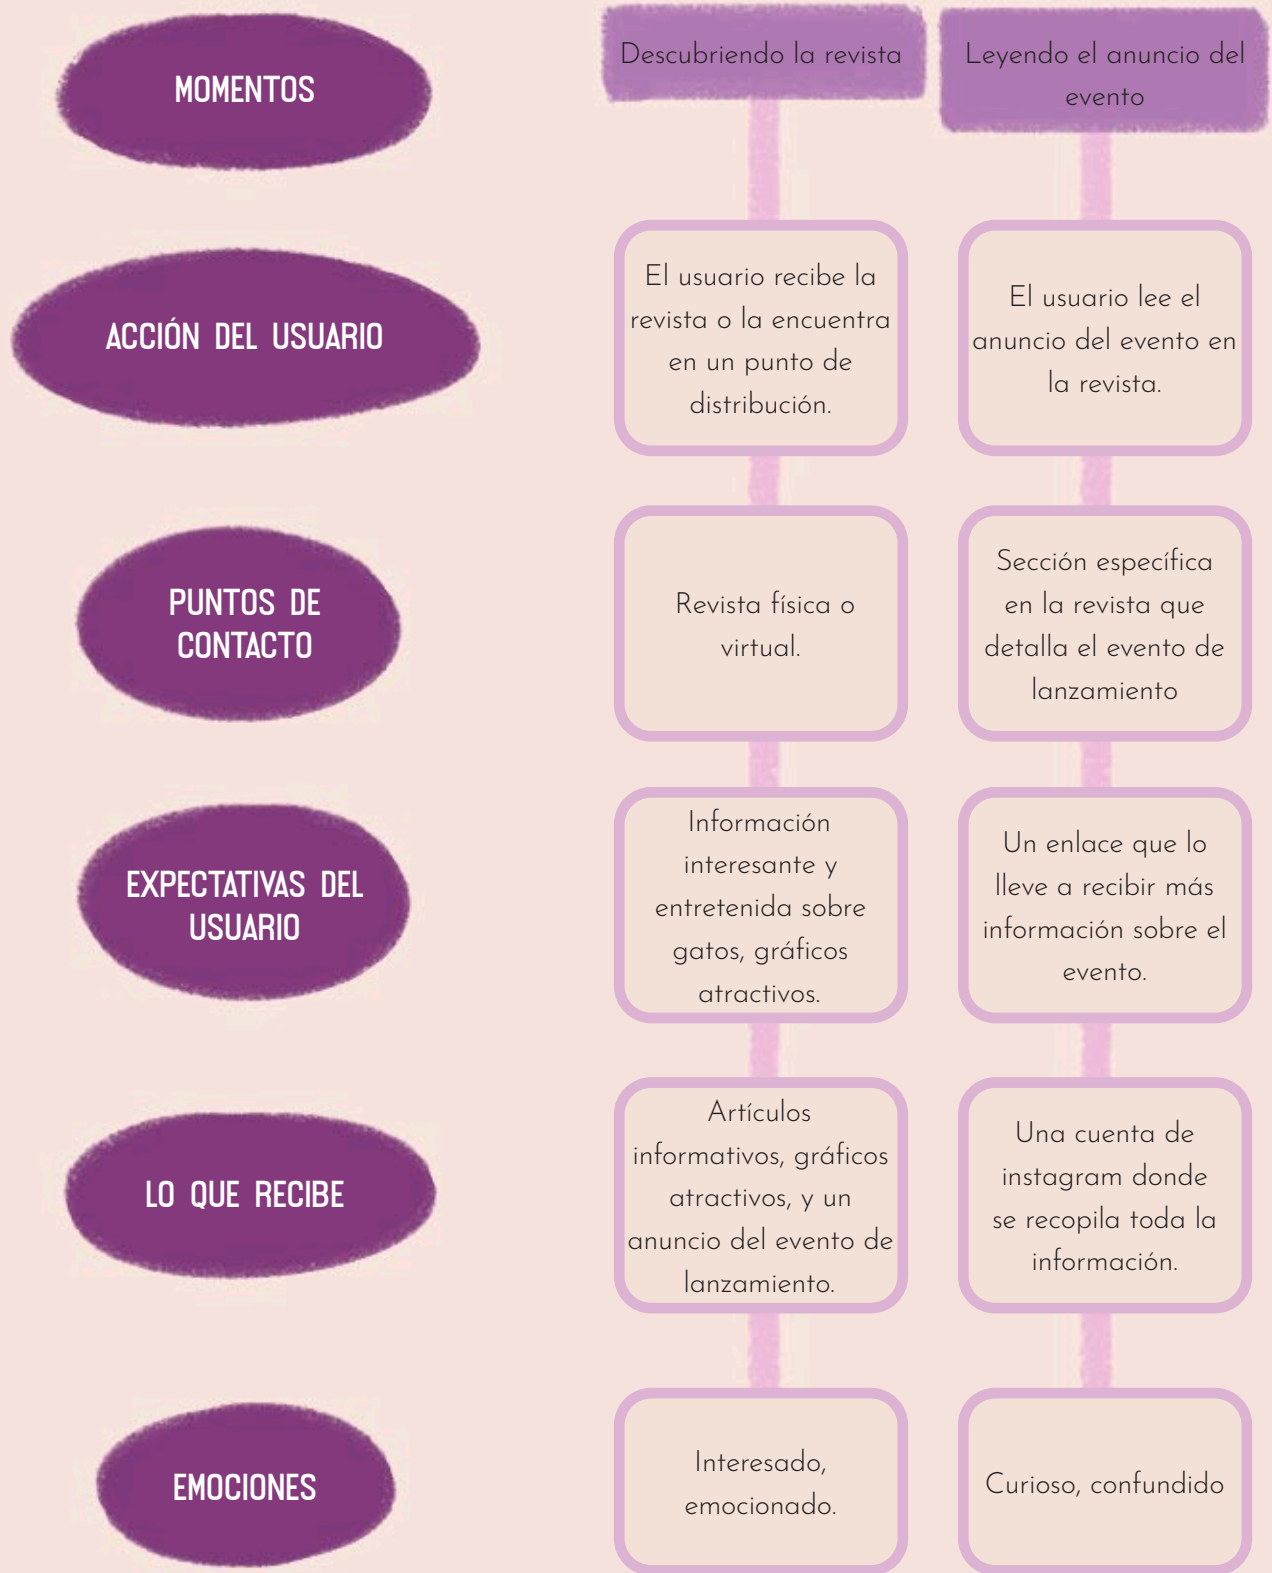 MOMENTOS
Descubriendo la revista
Leyendo el anuncio del
evento
ACCIÓN DEL USUARIO
El usuario recibe la
revista o la encuentra
en un punto de
distribución.
El usuario lee el
anuncio del evento en
la revista.
PUNTOS DE
CONTACTO
Revista física o
virtual.
Sección específica
en la revista que
detalla el evento de
lanzamiento
EXPECTATIVAS DEL
USUARIO
Información
interesante y
entretenida sobre
gatos, gráficos
atractivos.
Un enlace que lo
lleve a recibir más
información sobre el
evento.
LO QUE RECIBE
Artículos
informativos, gráficos
atractivos, y un
anuncio del evento de
lanzamiento.
Una cuenta de
instagram donde
se recopila toda la
información.
EMOCIONES
Interesado,
emocionado.
Curioso, confundido